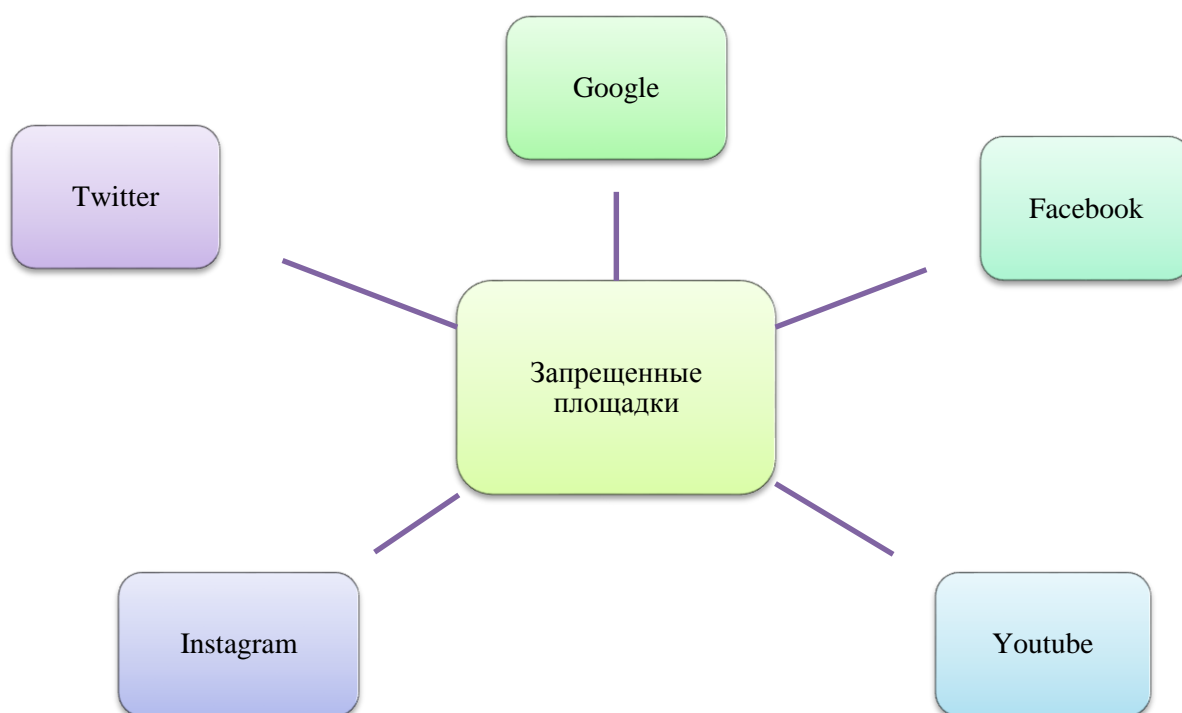 Google
Twitter
Facebook
Запрещенные
площадки
Instagram
Youtube